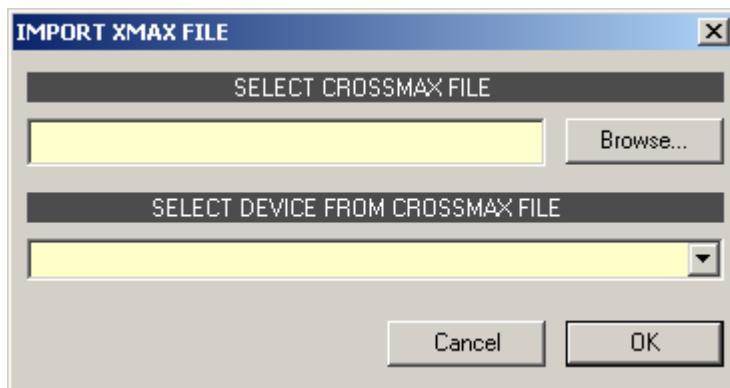 IMPORT XMAX FILE
SELECT CROSSMAX FILE
Browse...
SELECT DEVICE FROM CROSSMAX FILE
Cancel OK